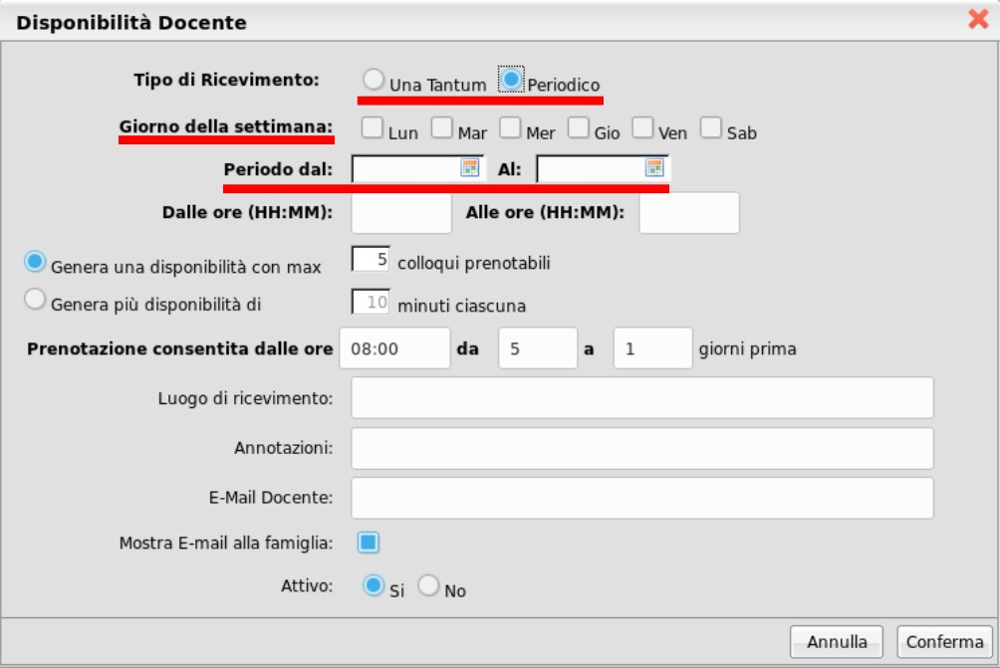 Disponibilità Docente
Tipo di Ricevimento: Una Tantum Periodico
Giorno della settimana: Lun Mar Mer Gio Ven Sab
Periodo dal: Al:
Dalle ore (HH:MM): Alle ore (HH:MM):
Genera una disponibilità con max 5 colloqui prenotabili
Genera più disponibilità di 10 minuti ciascuna
Prenotazione consentita dalle ore 08:00 da 5 a 1 giorni prima
Luogo di ricevimento:
Annotazioni:
E-Mail Docente:
Mostra E-mail alla famiglia:
Attivo: Si No
Annulla Conferma